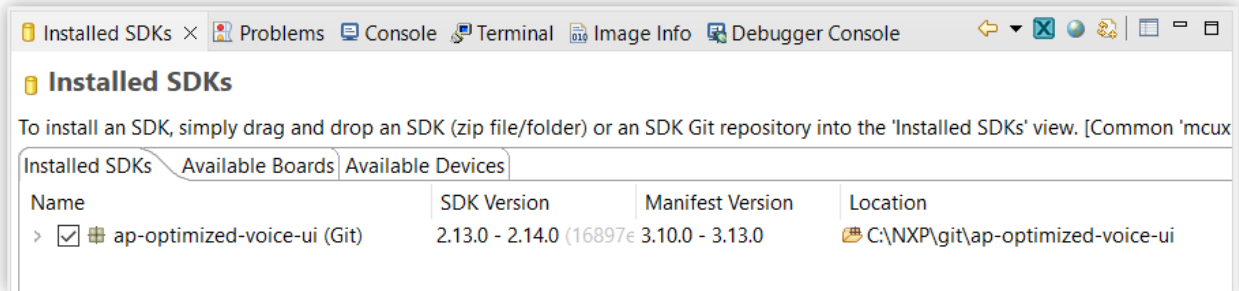 Installed SDKs Problems Console Terminal Image Info Debugger Console
Installed SDKs
To install an SDK, simply drag and drop an SDK (zip file/folder) or an SDK Git repository into the 'Installed SDKs' view. [Common 'mcux
Installed SDKs Available Boards Available Devices
Name SDK Version Manifest Version Location
ap-optimized-voice-ui (Git) 2.13.0 - 2.14.0 (16897e 3.10.0 - 3.13.0 C:\NXP\git\ap-optimized-voice-ui